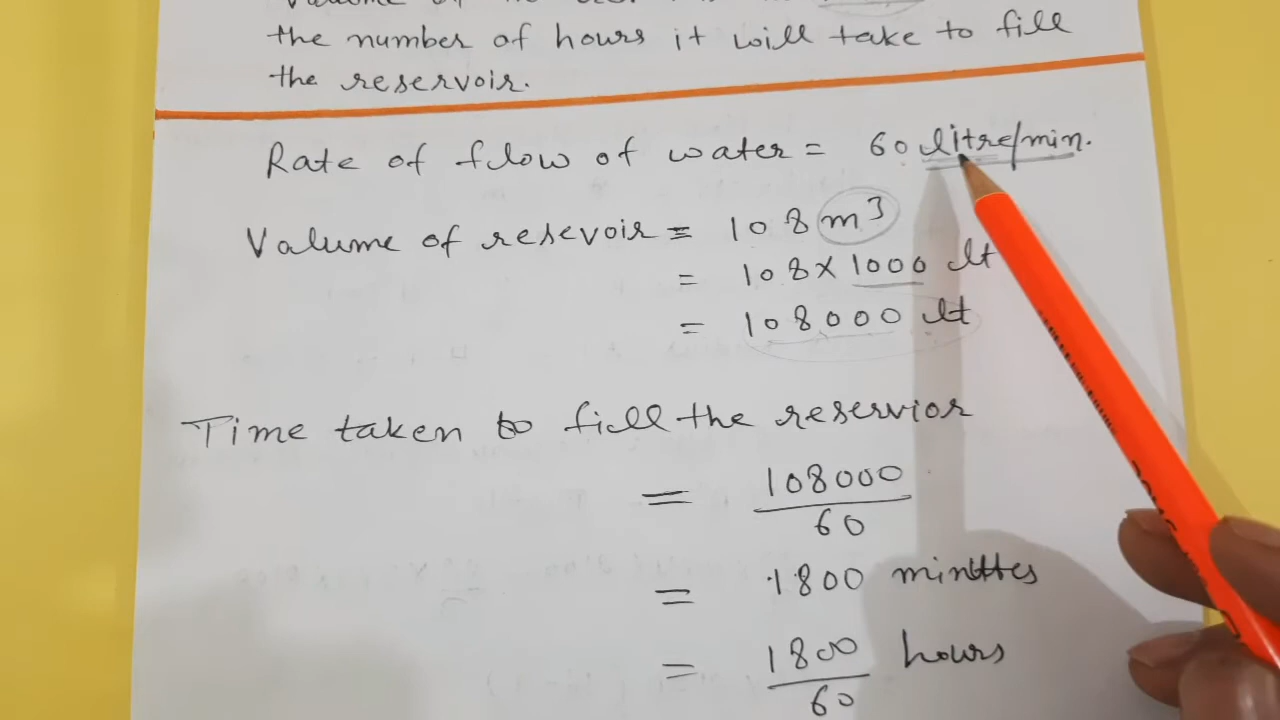 the number of hours it will take to fill
the reservoir.
Rate of flow of water = 60 litre/min.
Valume of resevoir = 108 m³
= 108 × 1000 lt
= 108000 lt
Time taken to fill the reservior
= 108000/60
= 1800 minttes
= 1800/60 hours